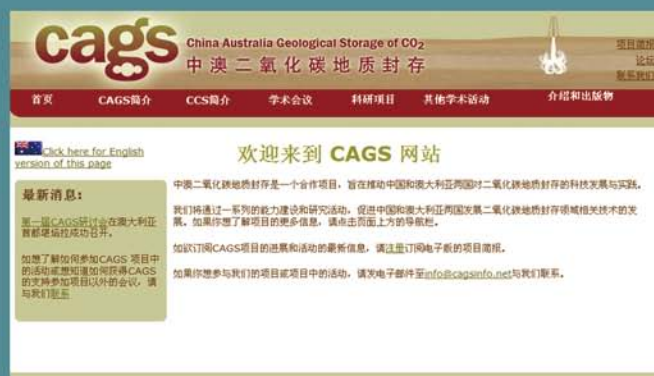 cags China Australia Geological Storage of CO2
中澳二氧化碳地质封存
项目简报
论坛
联系我们
首页 CAGS简介 CCS简介 学术会议 科研项目 其他学术活动 介绍和出版物
Click here for English
version of this page
欢迎来到 CAGS 网站
最新消息:
第一届CAGS研讨会在澳大利亚
首都堪培拉成功召开。
如想了解如何参加CAGS 项目中
的活动或想知道如何获得CAGS
的支持参加项目以外的会议，请
与我们联系
中澳二氧化碳地质封存是一个合作项目，旨在推动中国和澳大利亚两国对二氧化碳地质封存的科技发展与实践。
我们将通过一系列的能力建设和研究活动，促进中国和澳大利亚两国发展二氧化碳地质封存领域相关技术的发
展。如果你想了解项目的更多信息，请点击页面上方的导航栏。
如欲订阅CAGS项目的进展和活动的最新信息，请注册订阅电子版的项目简报。
如果你想参与我们的项目或项目中的活动，请发电子邮件至info@cagsinfo.net与我们联系。